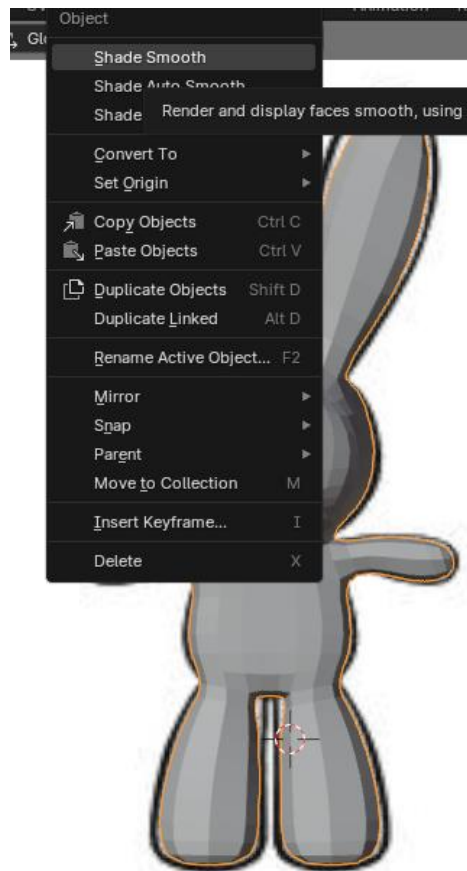 Object
Shade Smooth
Shade Auto Smooth
Shade
Render and display faces smooth, using
Convert To
Set Origin
Copy Objects Ctrl C
Paste Objects Ctrl V
Duplicate Objects Shift D
Duplicate Linked Alt D
Rename Active Object... F2
Mirror
Snap
Parent
Move to Collection M
Insert Keyframe... I
Delete X